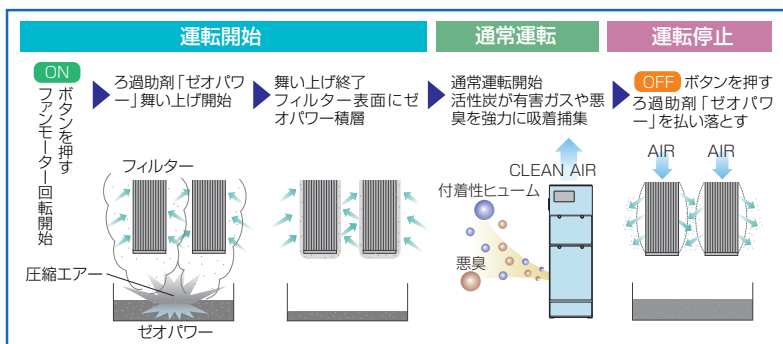 運転開始
通常運転
運転停止
ON
ボタンを押す
ファンモーター回転開始
ろ過助剤「ゼオパワ
ー」舞い上げ開始
舞い上げ終了
フィルター表面にゼ
オパワー積層
通常運転開始
活性炭が有害ガスや悪
臭を強力に吸着捕集
OFF ボタンを押す
ろ過助剤「ゼオパワ
ー」を払い落とす
フィルター
圧縮エアー
ゼオパワー
CLEAN AIR
付着性ヒューム
悪臭
AIR
AIR